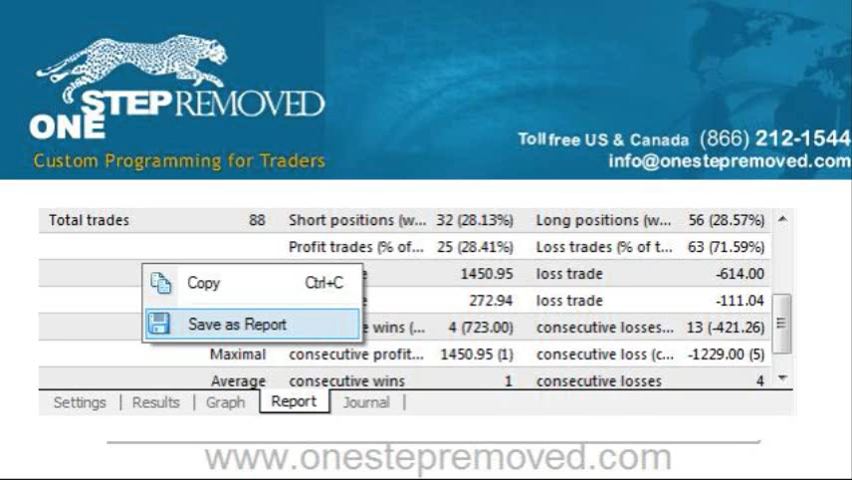 ONE STEP REMOVED
Custom Programming for Traders
Toll free US & Canada (866) 212-1544
info@onestepremoved.com
Total trades 88 Short positions (w... 32 (28.13%) Long positions (w... 56 (28.57%)
Profit trades (% of... 25 (28.41%) Loss trades (% of t... 63 (71.59%)
Copy Ctrl+C 1450.95 loss trade -614.00
272.94 loss trade -111.04
Save as Report wins (... 4 (723.00) consecutive losses... 13 (-421.26)
Maximal consecutive profit... 1450.95 (1) consecutive loss (c... -1229.00 (5)
Average consecutive wins 1 consecutive losses 4
Settings | Results | Graph Report Journal |
www.onestepremoved.com